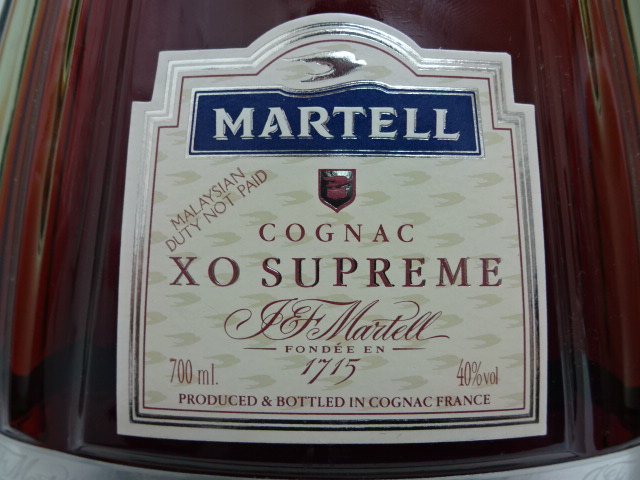 MARTELL
MALAYSIAN
DUTY NOT PAID
COGNAC
XO SUPREME
J&F Martell
FONDÉE EN
1715
700 ml.
40%vol
PRODUCED & BOTTLED IN COGNAC FRANCE